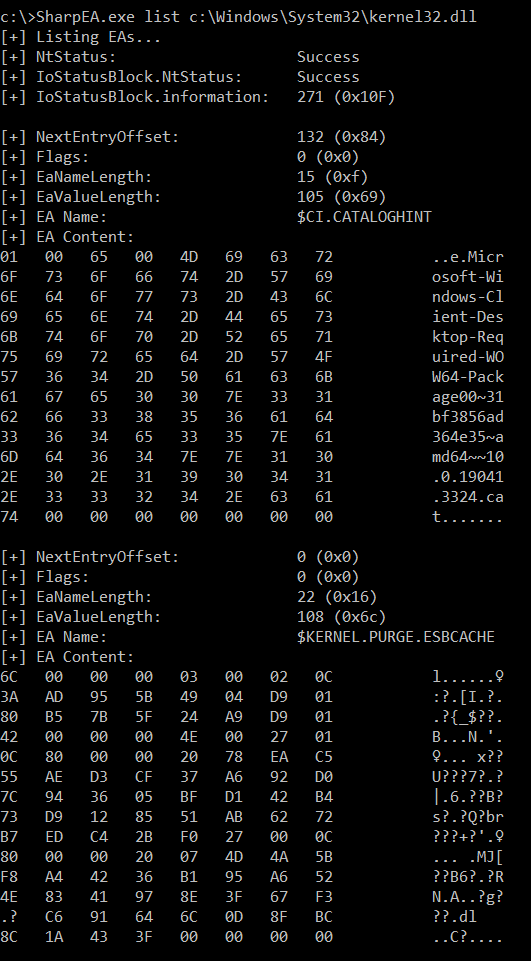 c:\>SharpEA.exe list c:\Windows\System32\kernel32.dll
[+] Listing EAs...
[+] NtStatus: Success
[+] IoStatusBlock.NtStatus: Success
[+] IoStatusBlock.information: 271 (0x10F)
[+] NextEntryOffset: 132 (0x84)
[+] Flags: 0 (0x0)
[+] EaNameLength: 15 (0xf)
[+] EaValueLength: 105 (0x69)
[+] EA Name: $CI.CATALOGHINT
[+] EA Content:
01 00 65 00 4D 69 63 72 ..e.Micr
6F 73 6F 66 74 2D 57 69 osoft-Wi
6E 64 6F 77 73 2D 43 6C ndows-Cl
69 65 6E 74 2D 44 65 73 ient-Des
6B 74 6F 70 2D 52 65 71 ktop-Req
75 69 72 65 64 2D 57 4F uired-WO
57 36 34 2D 50 61 63 6B W64-Pack
61 67 65 30 30 7E 33 31 age00~31
62 66 33 38 35 36 61 64 bf3856ad
33 36 34 65 33 35 7E 61 364e35~a
6D 64 36 34 7E 7E 31 30 md64~~10
2E 30 2E 31 39 30 34 31 .0.19041
2E 33 33 32 34 2E 63 61 .3324.ca
74 00 00 00 00 00 00 00 t.......
[+] NextEntryOffset: 0 (0x0)
[+] Flags: 0 (0x0)
[+] EaNameLength: 22 (0x16)
[+] EaValueLength: 108 (0x6c)
[+] EA Name: $KERNEL.PURGE.ESBCACHE
[+] EA Content:
6C 00 00 00 03 00 02 0C l......♀
3A AD 95 5B 49 04 D9 01 :?.[I.?.
80 B5 7B 5F 24 A9 D9 01 .?{_$??.
42 00 00 00 4E 00 27 01 B...N.'.
0C 80 00 00 20 78 EA C5 ♀... x??
55 AE D3 CF 37 A6 92 D0 U???7?.?
7C 94 36 05 BF D1 42 B4 |.6.??B?
73 D9 12 85 51 AB 62 72 s?.?Q?br
B7 ED C4 2B F0 27 00 0C ???+?'.♀
80 00 00 20 07 4D 4A 5B ... .MJ[
F8 A4 42 36 B1 95 A6 52 ??B6?.?R
4E 83 41 97 8E 3F 67 F3 N.A..?g?
.? C6 91 64 6C 0D 8F BC ??.dl
8C 1A 43 3F 00 00 00 00 ..C?....